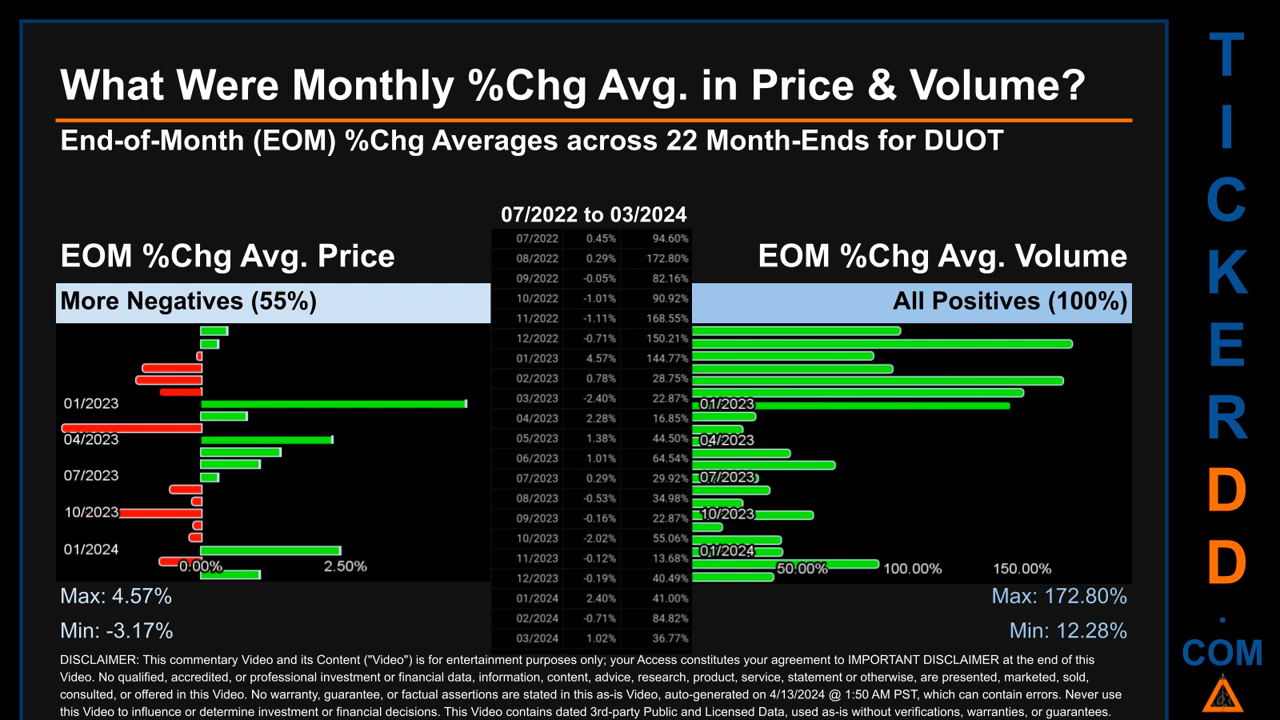 What Were Monthly %Chg Avg. in Price & Volume?
End-of-Month (EOM) %Chg Averages across 22 Month-Ends for DUOT
07/2022 to 03/2024
EOM %Chg Avg. Price
EOM %Chg Avg. Volume
More Negatives (55%)
All Positives (100%)
07/2022 0.45% 94.60%
08/2022 0.29% 172.80%
09/2022 -0.05% 82.16%
10/2022 -1.01% 90.92%
11/2022 -1.11% 168.55%
12/2022 -0.71% 150.21%
01/2023 4.57% 144.77%
02/2023 0.78% 28.75%
03/2023 -2.40% 22.87%
04/2023 2.28% 16.85%
05/2023 1.38% 44.50%
06/2023 1.01% 64.54%
07/2023 0.29% 29.92%
08/2023 -0.53% 34.98%
09/2023 -0.16% 22.87%
10/2023 -2.02% 55.06%
11/2023 -0.12% 13.68%
12/2023 -0.19% 40.49%
01/2024 2.40% 41.00%
02/2024 -0.71% 84.82%
03/2024 1.02% 36.77%
01/2023
04/2023
07/2023
10/2023
01/2024
0.00% 2.50%
01/2023
04/2023
07/2023
10/2023
01/2024
50.00% 100.00% 150.00%
Max: 4.57%
Min: -3.17%
Max: 172.80%
Min: 12.28%
DISCLAIMER: This commentary Video and its Content ("Video") is for entertainment purposes only; your Access constitutes your agreement to IMPORTANT DISCLAIMER at the end of this
Video. No qualified, accredited, or professional investment or financial data, information, content, advice, research, product, service, statement or otherwise, are presented, marketed, sold,
consulted, or offered in this Video. No warranty, guarantee, or factual assertions are stated in this as-is Video, auto-generated on 4/13/2024 @ 1:50 AM PST, which can contain errors. Never use
this Video to influence or determine investment or financial decisions. This Video contains dated 3rd-party Public and Licensed Data, used as-is without verifications, warranties, or guarantees.
T
I
C
K
E
R
D
D
.
COM